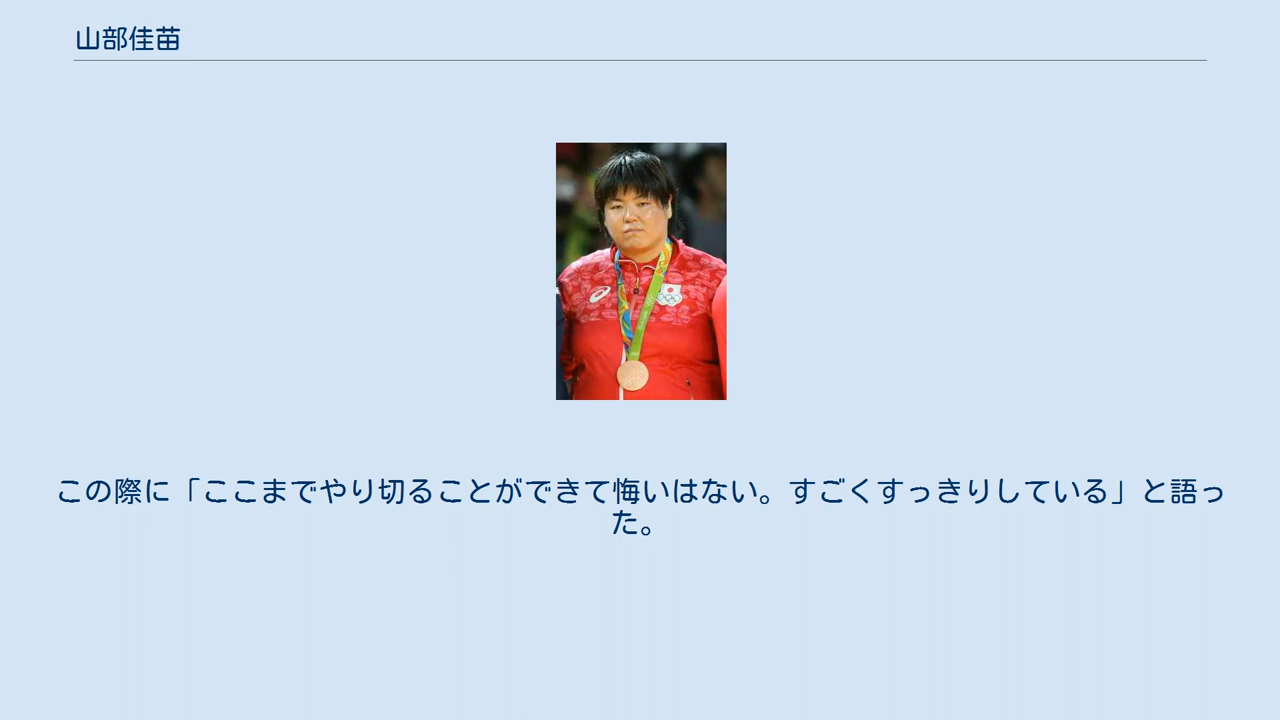 山部佳苗
この際に「ここまでやり切ることができて悔いはない。すごくすっきりしている」と語っ
た。